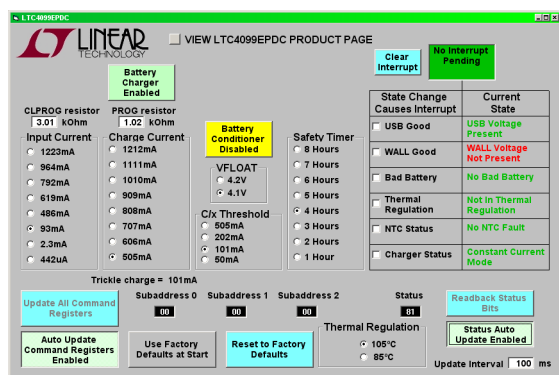 LTC4099EPDC
LINEAR
TECHNOLOGY
VIEW LTC4099EPDC PRODUCT PAGE
Clear
Interrupt
No Interrupt
Pending
Battery
Charger
Enabled
CLPROG resistor
3.01 kOhm
PROG resistor
1.02 kOhm
Input Current
1223mA
964mA
792mA
619mA
486mA
93mA
2.3mA
442uA
Charge Current
1212mA
1111mA
1010mA
909mA
808mA
707mA
606mA
505mA
Battery
Conditioner
Disabled
VFLOAT
4.2V
4.1V
C/x Threshold
505mA
202mA
101mA
50mA
Safety Timer
8 Hours
7 Hours
6 Hours
5 Hours
4 Hours
3 Hours
2 Hours
1 Hour
State Change
Causes Interrupt
Current
State
USB Good
USB Voltage
Present
WALL Good
WALL Voltage
Not Present
Bad Battery
No Bad Battery
Thermal
Regulation
Not in Thermal
Regulation
NTC Status
No NTC Fault
Charger Status
Constant Current
Mode
Trickle charge = 101mA
Update All Command
Registers
Subaddress 0
00
Subaddress 1
00
Subaddress 2
00
Status
81
Readback Status
Bits
Auto Update
Command Registers
Enabled
Use Factory
Defaults at Start
Reset to Factory
Defaults
Thermal Regulation
105°C
85°C
Status Auto
Update Enabled
Update Interval 100 ms